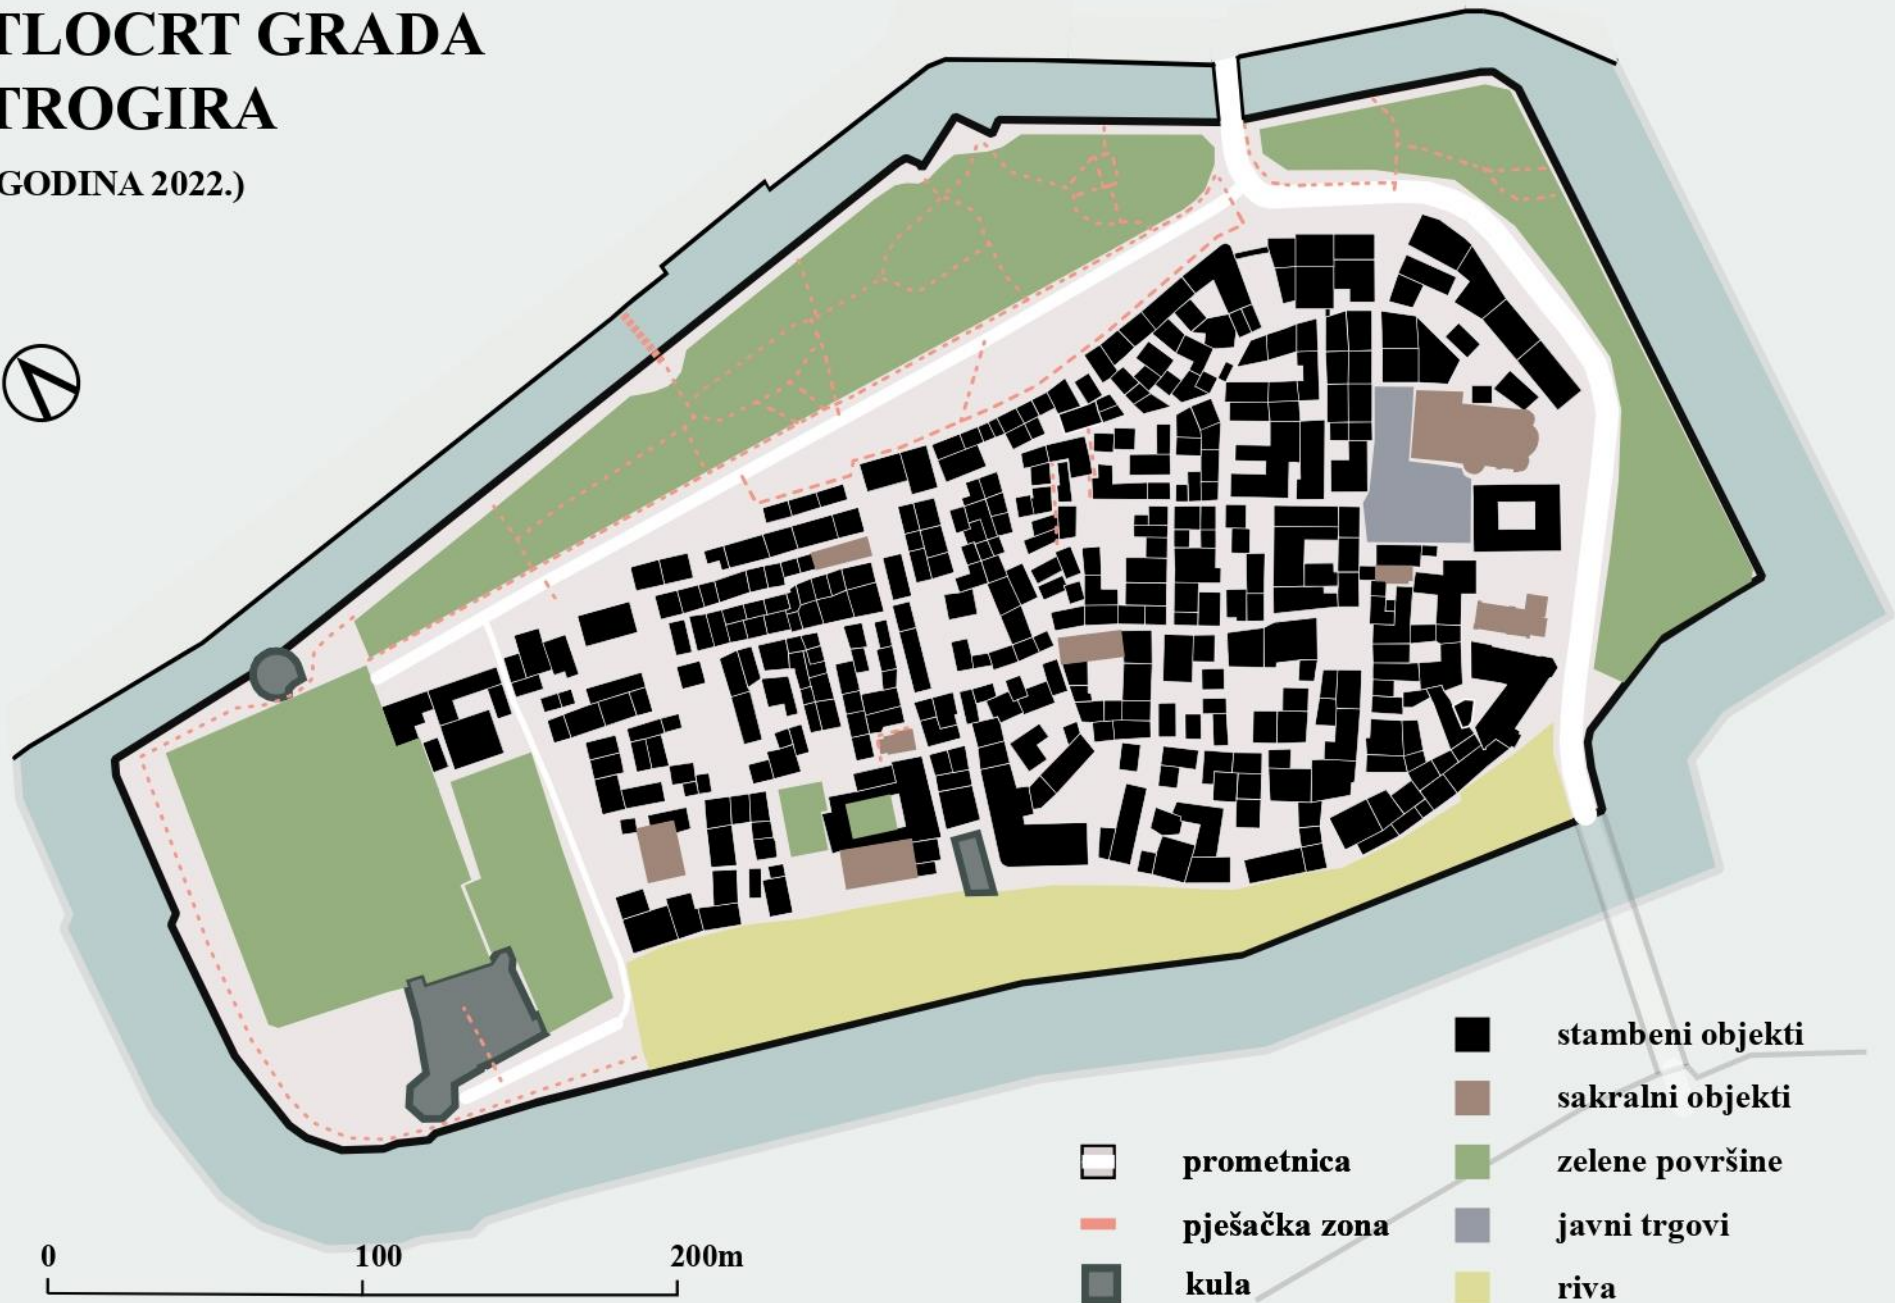 TLOCRT GRADA
TROGIRA
GODINA 2022.)
0 100 200m
prometnica
pješačka zona
kula
stambeni objekti
sakralni objekti
zelene površine
javni trgovi
riva